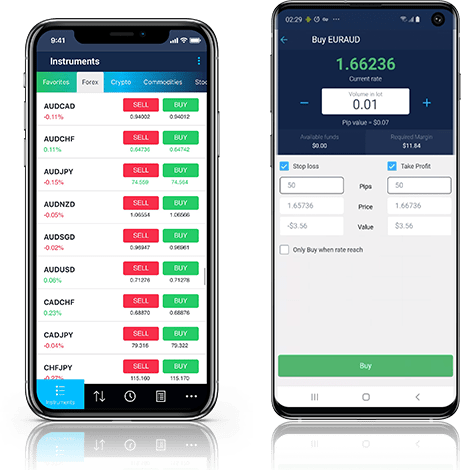 9:41
Instruments
Favorites Forex Crypto Commodities Stoc
AUDCAD SELL BUY
-0.11% 0.94002 0.94012
AUDCHF SELL BUY
0.11% 0.64736 0.64742
AUDJPY SELL BUY
-0.15% 74.559 74.564
AUDNZD SELL BUY
-0.05% 1.06554 1.06566
AUDSGD SELL BUY
-0.02% 0.96947 0.96961
AUDUSD SELL BUY
0.06% 0.71276 0.71278
CADCHF SELL BUY
0.23% 0.68870 0.68876
CADJPY SELL BUY
-0.04% 79.316 79.322
CHFJPY SELL BUY
-0.27% 115.160 115.170
Instruments
02:29
Buy EURAUD
1.66236
Current rate
Volume in lot
− 0.01 +
Pip value = $0.07
Available funds Required Margin
$0.00 $11.84
Stop loss Take Profit
50 Pips 50
1.65736 Price 1.66736
-$3.56 Value $3.56
Only Buy when rate reach
Buy